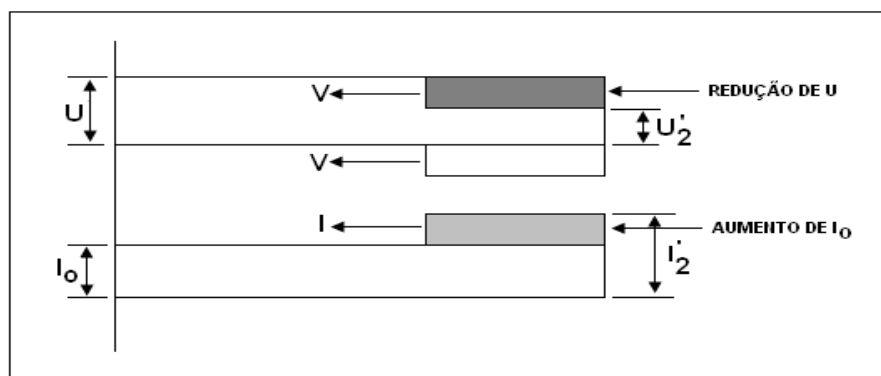 V
REDUÇÃO DE U
U
U'2
V
I
AUMENTO DE IO
IO
I'2